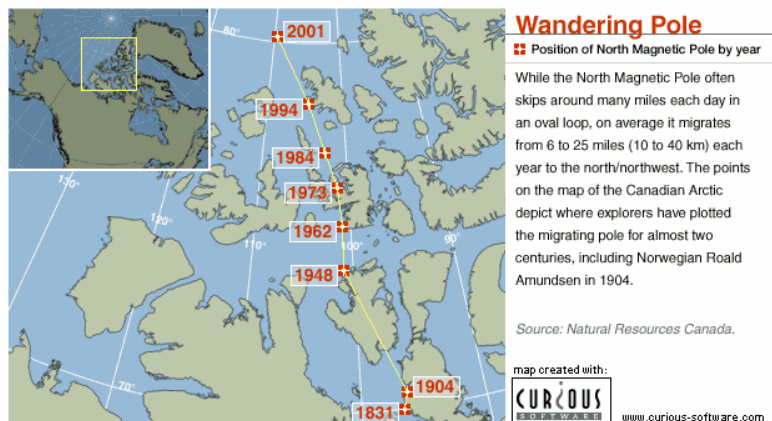 80°
2001
1994
1984
1973
1962
1948
1904
1831
130°
120°
110°
100°
90°
70°
Wandering Pole
Position of North Magnetic Pole by year
While the North Magnetic Pole often
skips around many miles each day in
an oval loop, on average it migrates
from 6 to 25 miles (10 to 40 km) each
year to the north/northwest. The points
on the map of the Canadian Arctic
depict where explorers have plotted
the migrating pole for almost two
centuries, including Norwegian Roald
Amundsen in 1904.
Source: Natural Resources Canada.
map created with:
CURIOUS
SOFTWARE
www.curious-software.com